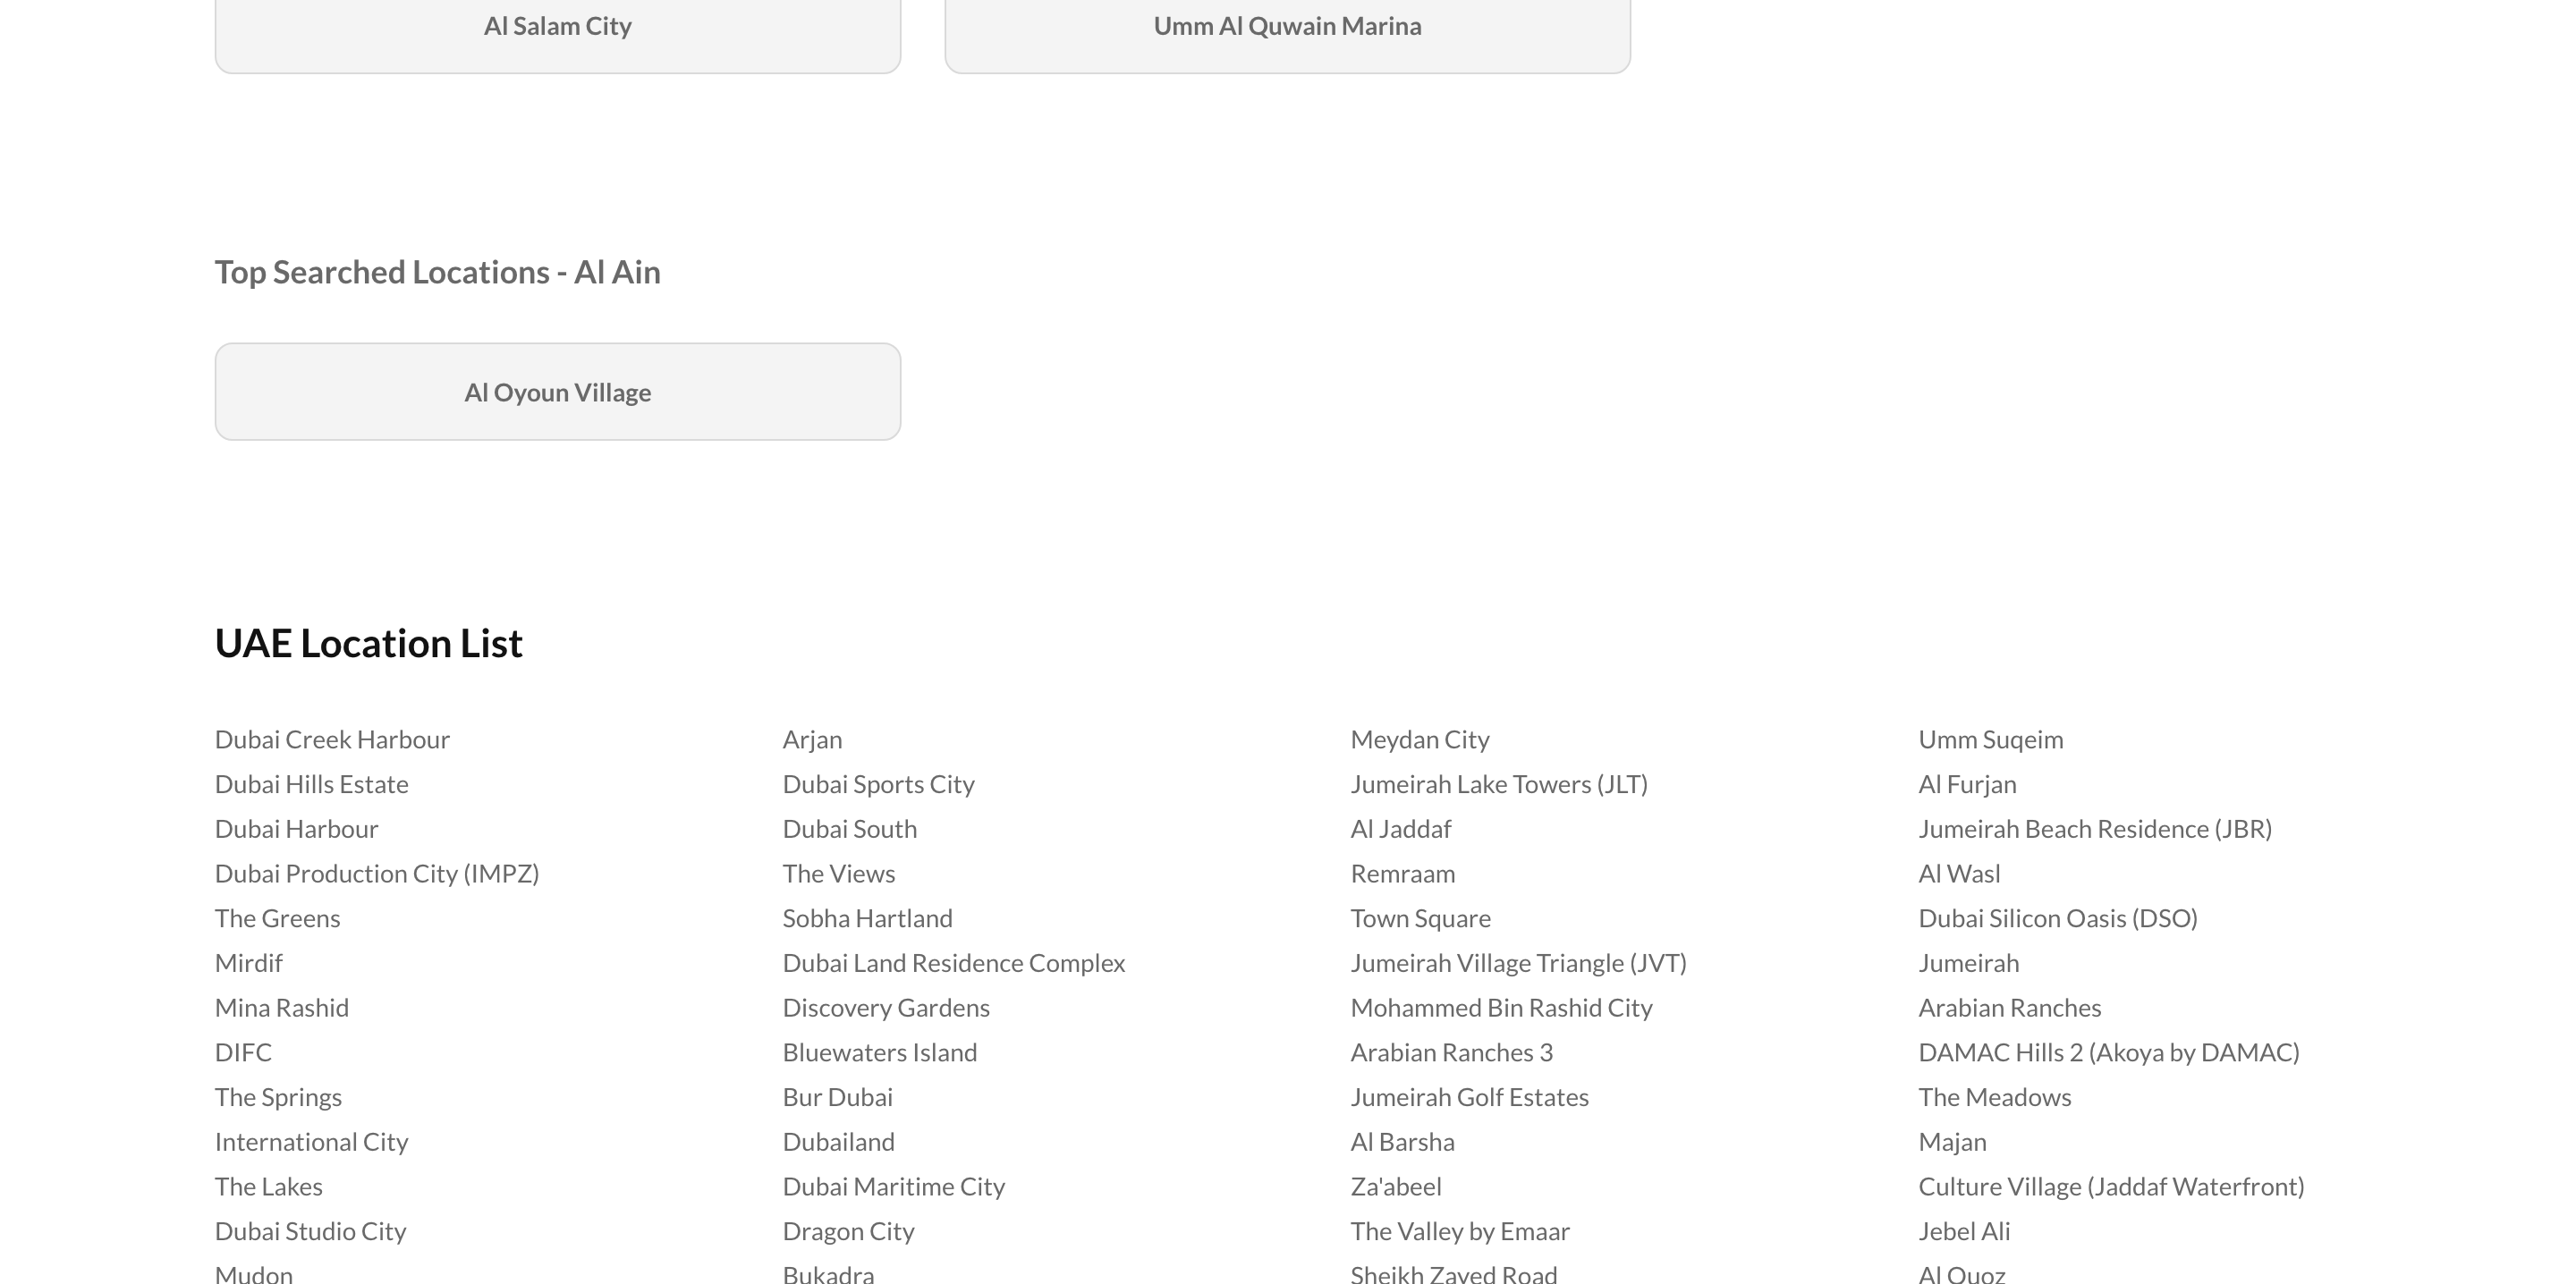 Al Salam City
Umm Al Quwain Marina
Top Searched Locations - Al Ain
Al Oyoun Village
UAE Location List
Dubai Creek Harbour
Arjan
Meydan City
Umm Suqeim
Dubai Hills Estate
Dubai Sports City
Jumeirah Lake Towers (JLT)
Al Furjan
Dubai Harbour
Dubai South
Al Jaddaf
Jumeirah Beach Residence (JBR)
Dubai Production City (IMPZ)
The Views
Remraam
Al Wasl
The Greens
Sobha Hartland
Town Square
Dubai Silicon Oasis (DSO)
Mirdif
Dubai Land Residence Complex
Jumeirah Village Triangle (JVT)
Jumeirah
Mina Rashid
Discovery Gardens
Mohammed Bin Rashid City
Arabian Ranches
DIFC
Bluewaters Island
Arabian Ranches 3
DAMAC Hills 2 (Akoya by DAMAC)
The Springs
Bur Dubai
Jumeirah Golf Estates
The Meadows
International City
Dubailand
Al Barsha
Majan
The Lakes
Dubai Maritime City
Za'abeel
Culture Village (Jaddaf Waterfront)
Dubai Studio City
Dragon City
The Valley by Emaar
Jebel Ali
Mudon
Bukadra
Sheikh Zayed Road
Al Quoz